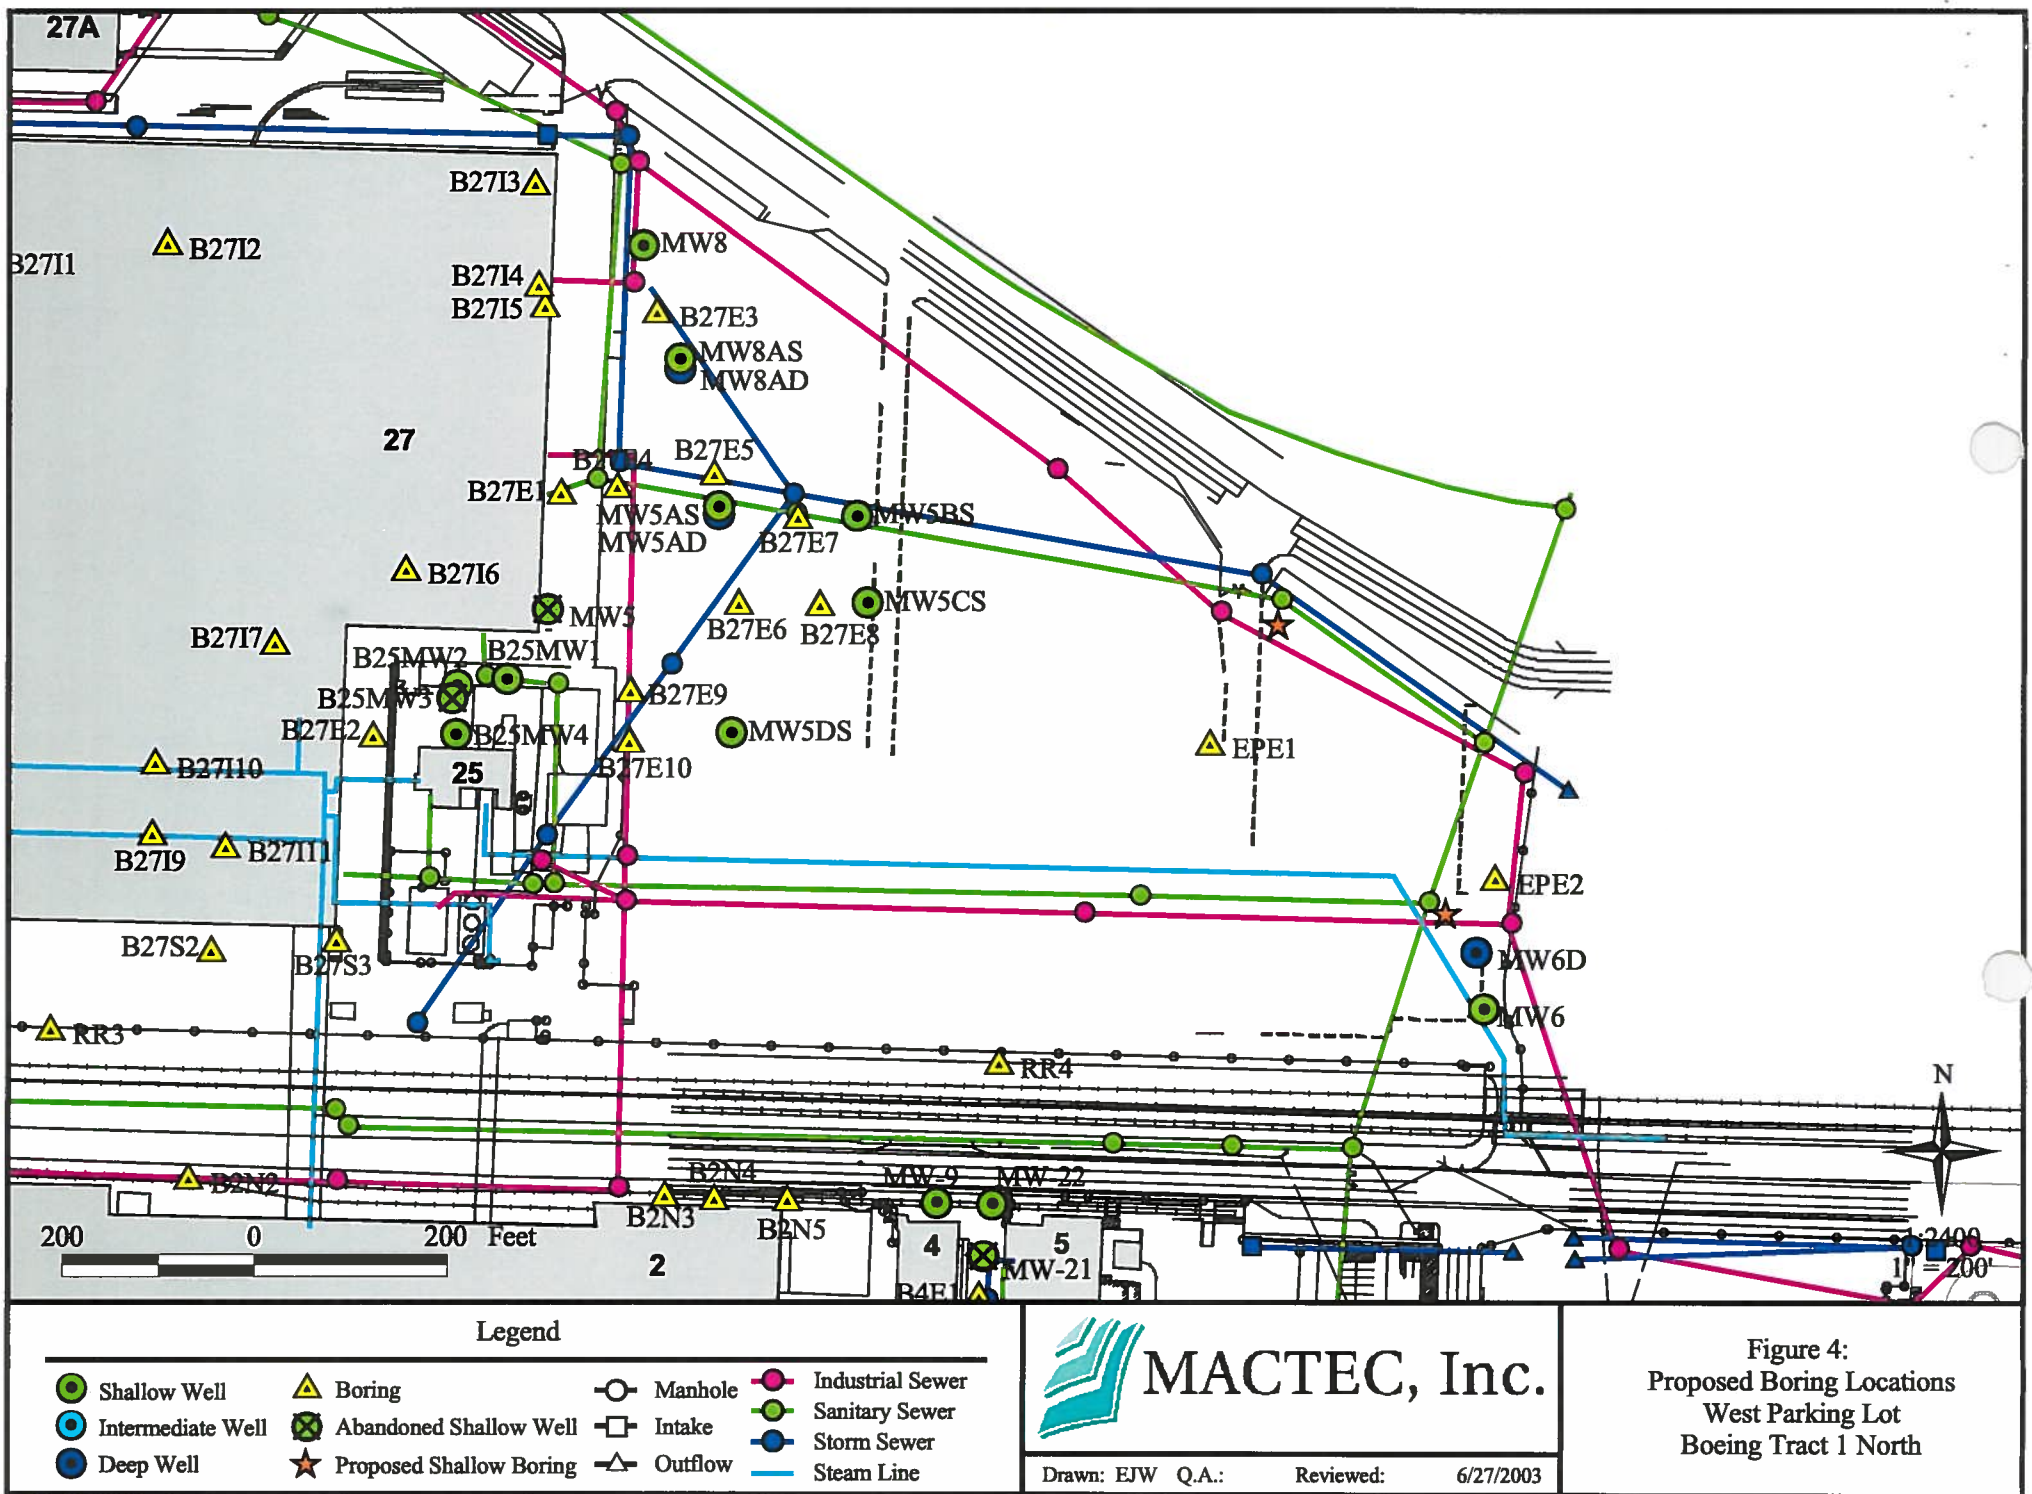 27A
B27I3
B27I2
B27I1
MW8
B27I4
B27I5
B27E3
MW8AS
MW8AD
27
B27E4
B27E5
B27E1
MW5AS
MW5BS
MW5AD
B27E7
B27I6
MW5
MW5CS
B27E6
B27E8
B27I7
B25MW2
B25MW1
B25MW3
B27E9
B27E2
B25MW4
MW5DS
EPE1
B27I10
25
B27E10
B27I9
B27I11
EPE2
B27S2
B27S3
MW6D
MW6
RR3
RR4
N
B2N2
B2N4
MW-9
MW-22
B2N3
B2N5
200 0 200 Feet
2
4
5
MW-21
B4E1
1:2400
1" = 200'
Legend
Shallow Well
Intermediate Well
Deep Well
Boring
Abandoned Shallow Well
Proposed Shallow Boring
Manhole
Intake
Outflow
Industrial Sewer
Sanitary Sewer
Storm Sewer
Steam Line
MACTEC, Inc.
Drawn: EJW Q.A.: Reviewed: 6/27/2003
Figure 4:
Proposed Boring Locations
West Parking Lot
Boeing Tract 1 North